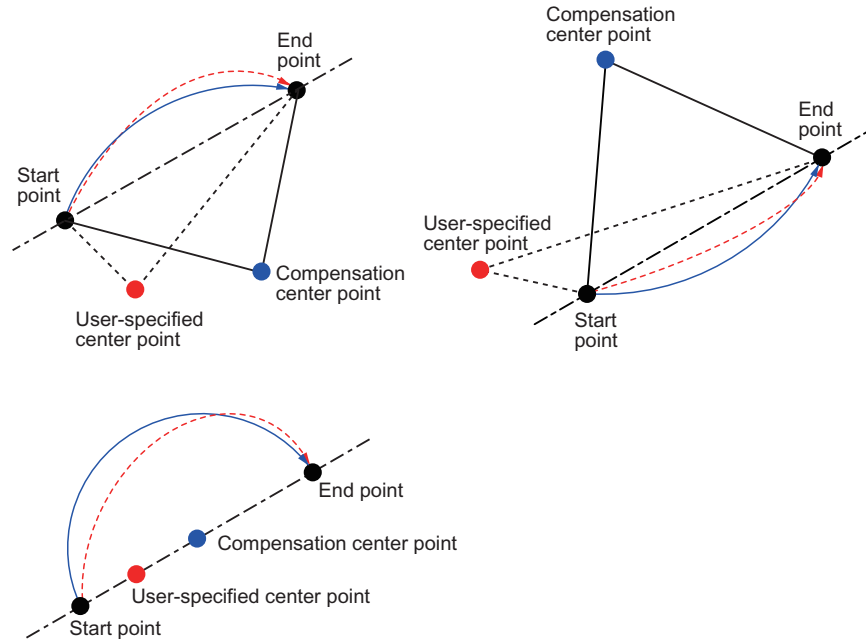 End
point
Start
point
Compensation
center point
User-specified
center point
Compensation
center point
End
point
User-specified
center point
Start
point
End point
Compensation center point
User-specified center point
Start point